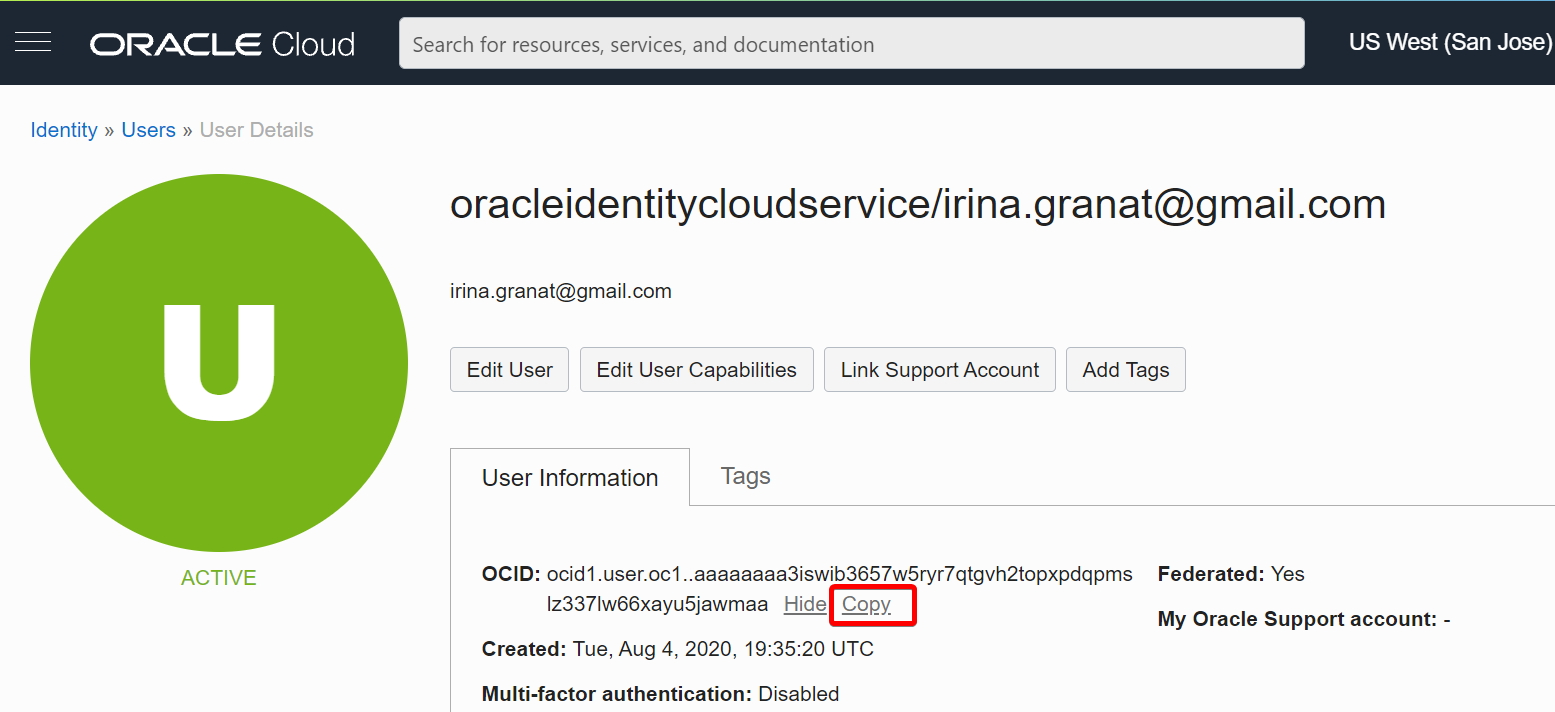 ORACLE Cloud
Search for resources, services, and documentation
US West (San Jose)
Identity » Users » User Details
U
ACTIVE
oracleidentitycloudservice/irina.granat@gmail.com
irina.granat@gmail.com
Edit User
Edit User Capabilities
Link Support Account
Add Tags
User Information
Tags
OCID: ocid1.user.oc1..aaaaaaaa3iswib3657w5ryr7qtgvh2topxpdqpms
lz337lw66xayu5jawmaa Hide Copy
Created: Tue, Aug 4, 2020, 19:35:20 UTC
Multi-factor authentication: Disabled
Federated: Yes
My Oracle Support account: -